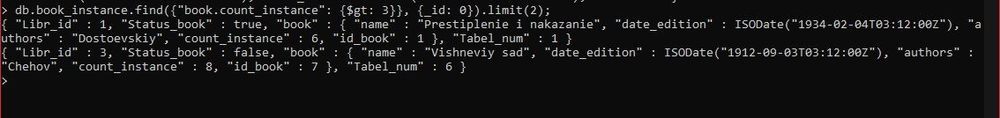 > db.book_instance.find({"book.count_instance": {$gt: 3}}, {_id: 0}).limit(2);
{ "Libr_id" : 1, "Status_book" : true, "book" : { "name" : "Prestiplenie i nakazanie", "date_edition" : ISODate("1934-02-04T03:12:00Z"), "a
uthors" : "Dostoevskiy", "count_instance" : 6, "id_book" : 1 }, "Tabel_num" : 1 }
{ "Libr_id" : 3, "Status_book" : false, "book" : { "name" : "Vishneviy sad", "date_edition" : ISODate("1912-09-03T03:12:00Z"), "authors" :
"Chehov", "count_instance" : 8, "id_book" : 7 }, "Tabel_num" : 6 }
>